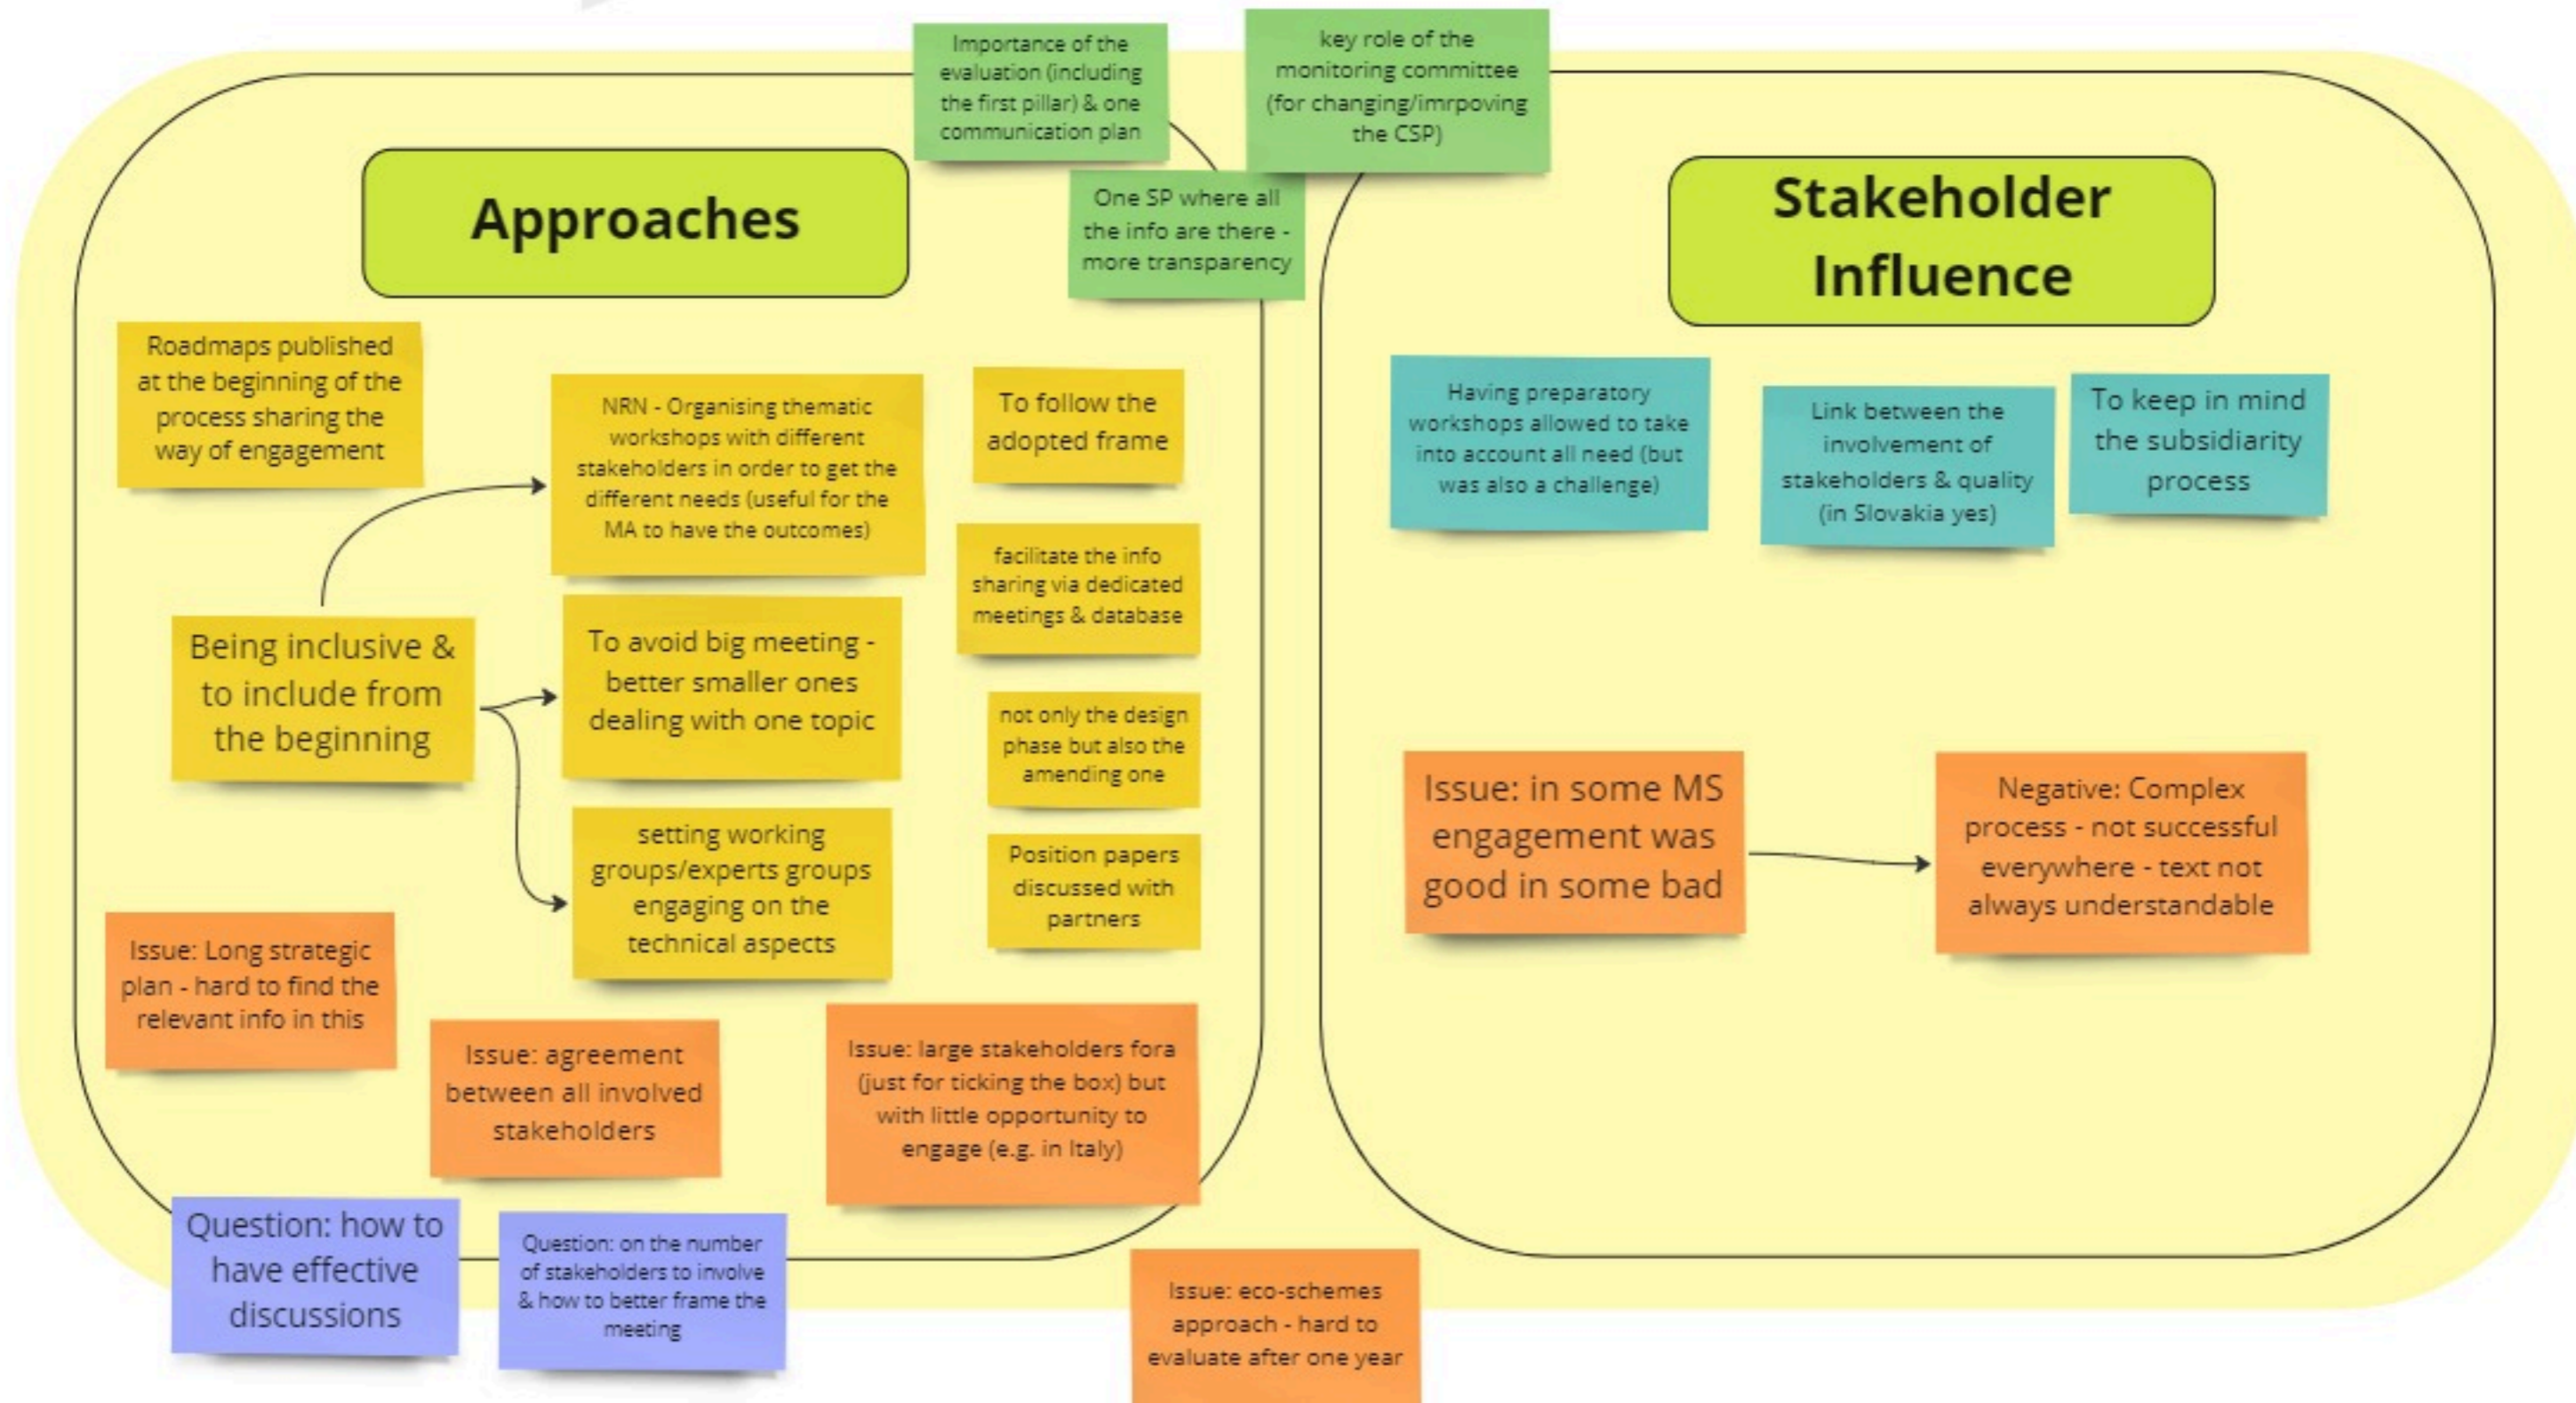 Importance of the
evaluation (including
the first pillar) & one
communication plan
key role of the
monitoring committee
(for changing/imrpoving
the CSP)
One SP where all
the info are there -
more transparency
Approaches
Roadmaps published
at the beginning of the
process sharing the
way of engagement
NRN - Organising thematic
workshops with different
stakeholders in order to get the
different needs (useful for the
MA to have the outcomes)
To follow the
adopted frame
facilitate the info
sharing via dedicated
meetings & database
Being inclusive &
to include from
the beginning
To avoid big meeting -
better smaller ones
dealing with one topic
not only the design
phase but also the
amending one
setting working
groups/experts groups
engaging on the
technical aspects
Position papers
discussed with
partners
Issue: Long strategic
plan - hard to find the
relevant info in this
Issue: agreement
between all involved
stakeholders
Issue: large stakeholders fora
(just for ticking the box) but
with little opportunity to
engage (e.g. in Italy)
Question: how to
have effective
discussions
Question: on the number
of stakeholders to involve
& how to better frame the
meeting
Stakeholder
Influence
Having preparatory
workshops allowed to take
into account all need (but
was also a challenge)
Link between the
involvement of
stakeholders & quality
(in Slovakia yes)
To keep in mind
the subsidiarity
process
Issue: in some MS
engagement was
good in some bad
Negative: Complex
process - not successful
everywhere - text not
always understandable
Issue: eco-schemes
approach - hard to
evaluate after one year